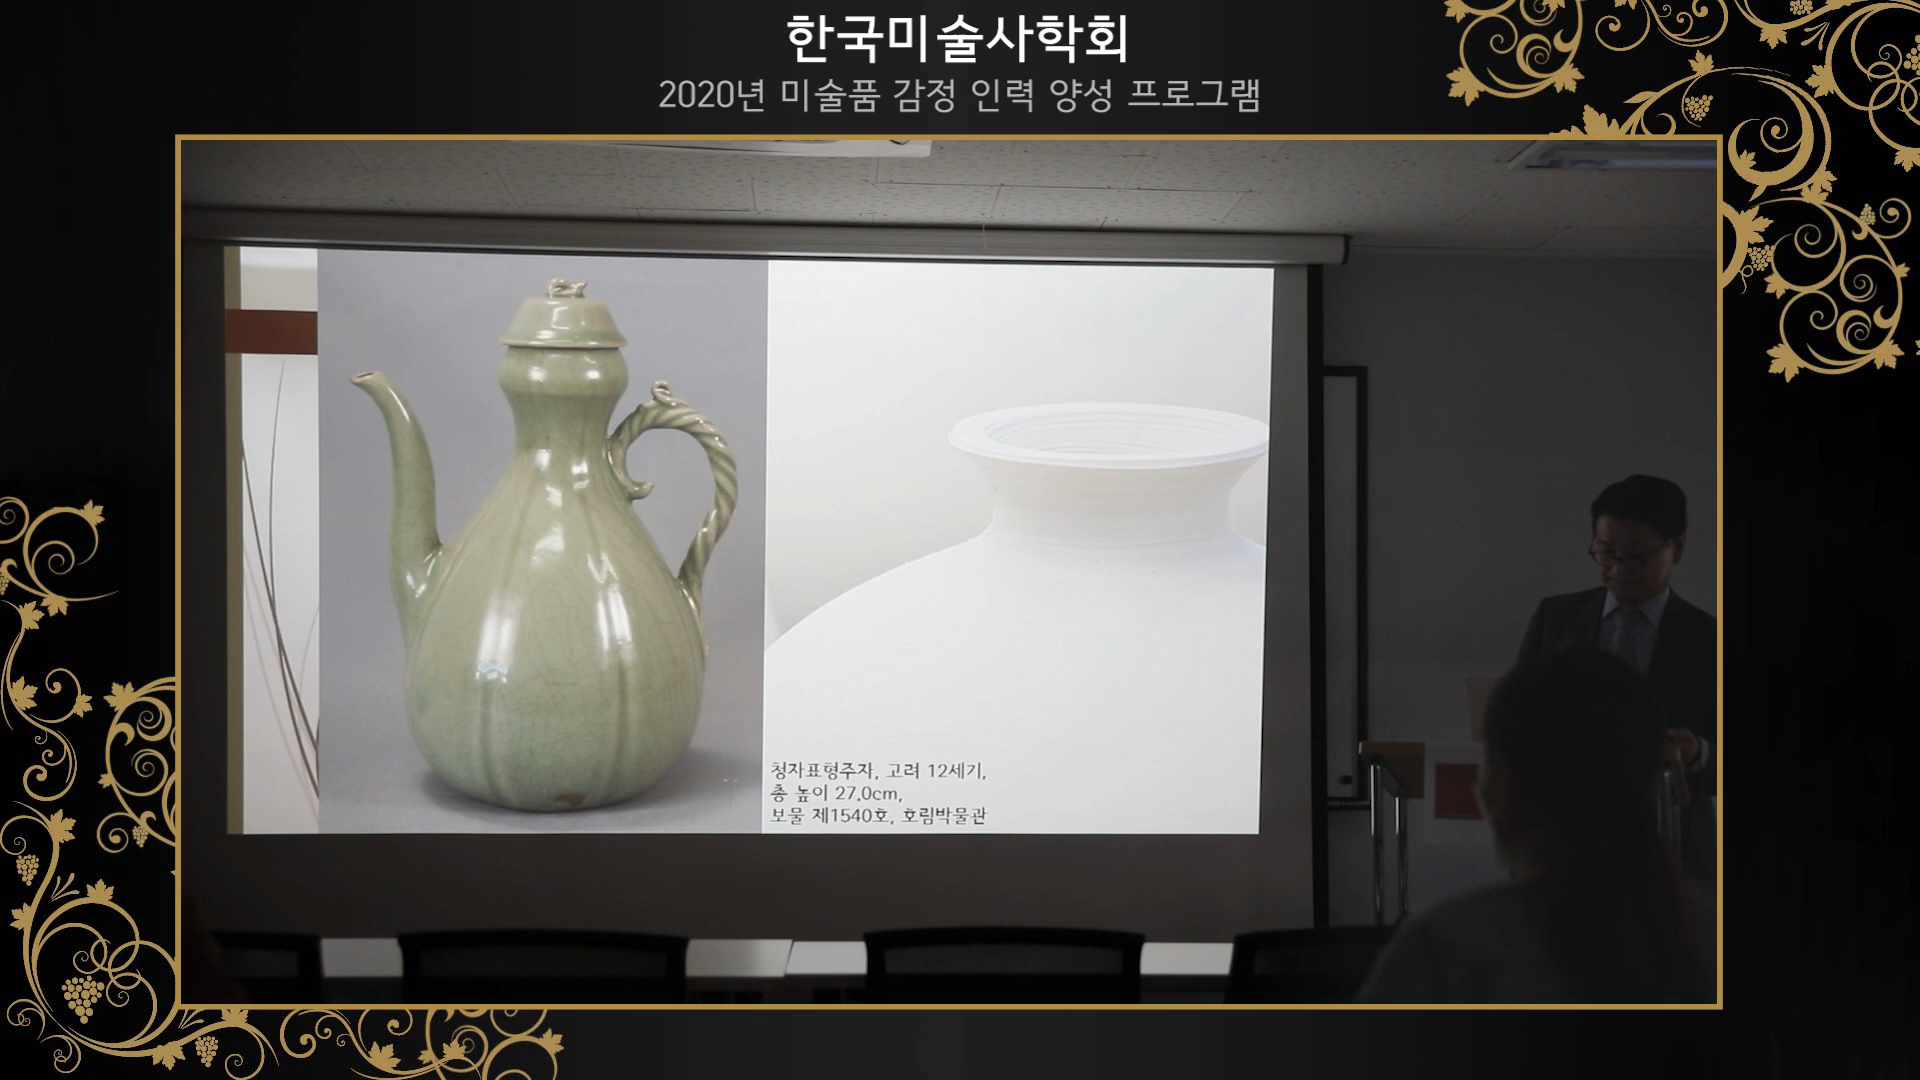 한국미술사학회
2020년 미술품 감정 인력 양성 프로그램
청자표형주자, 고려 12세기,
총 높이 27.0cm,
보물 제1540호, 호림박물관